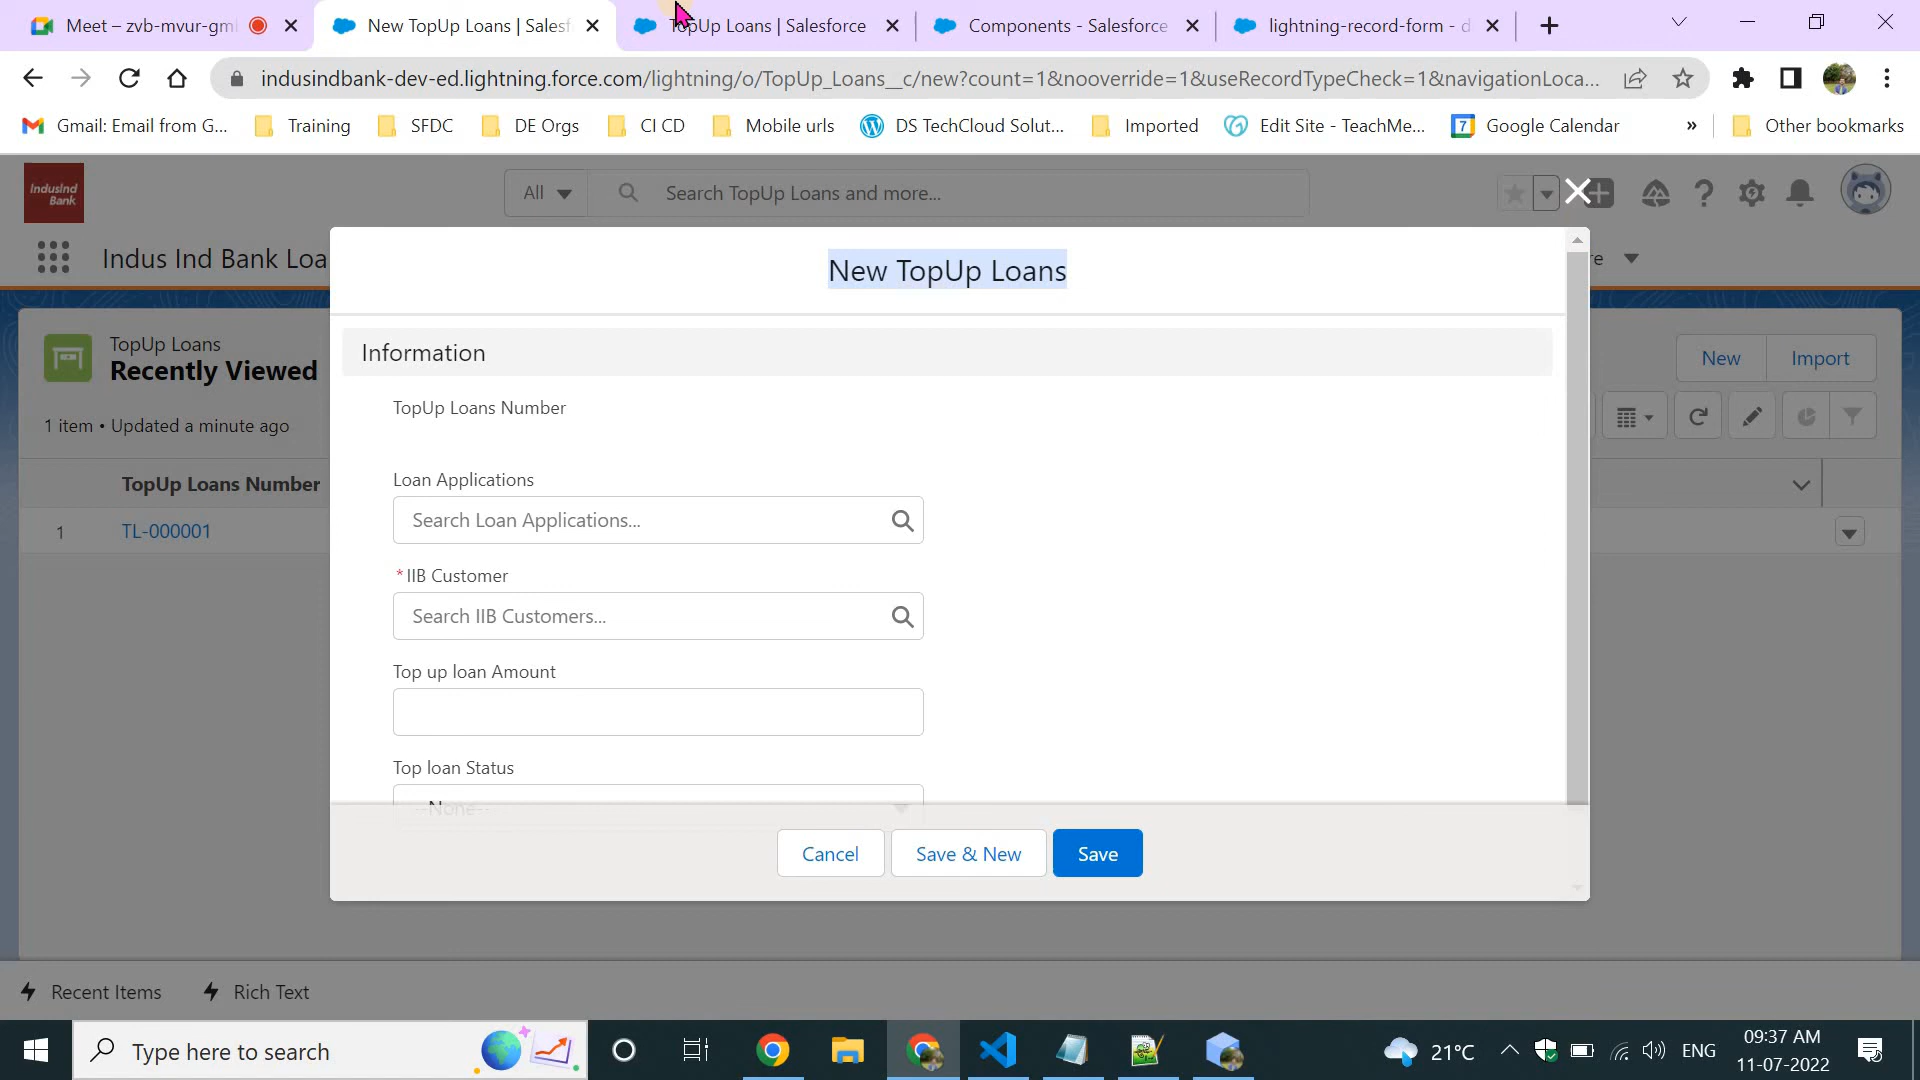 Meet – zvb-mvur-gml
New TopUp Loans | Salesf
TopUp Loans | Salesforce
Components - Salesforce
lightning-record-form - d
indusindbank-dev-ed.lightning.force.com/lightning/o/TopUp_Loans__c/new?count=1&nooverride=1&useRecordTypeCheck=1&navigationLoca...
Gmail: Email from G...
Training
SFDC
DE Orgs
CI CD
Mobile urls
DS TechCloud Solut...
Imported
Edit Site - TeachMe...
7
Google Calendar
»
Other bookmarks
IndusInd
Bank
All
Search TopUp Loans and more...
Indus Ind Bank Loa
re
New TopUp Loans
TopUp Loans
Recently Viewed
New
Import
1 item • Updated a minute ago
TopUp Loans Number
1
TL-000001
Information
TopUp Loans Number
Loan Applications
Search Loan Applications...
*IIB Customer
Search IIB Customers...
Top up loan Amount
Top loan Status
--None--
Cancel
Save & New
Save
Recent Items
Rich Text
Type here to search
21°C
ENG
09:37 AM
11-07-2022